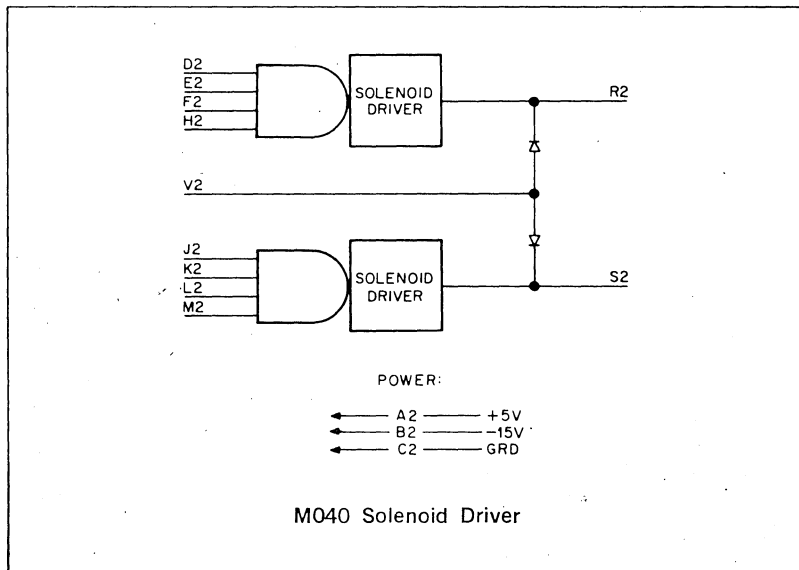 D2
E2
F2
H2
SOLENOID
DRIVER
R2
V2
J2
K2
L2
M2
SOLENOID
DRIVER
S2
POWER:
A2 +5V
B2 -15V
C2 GRD
M040 Solenoid Driver